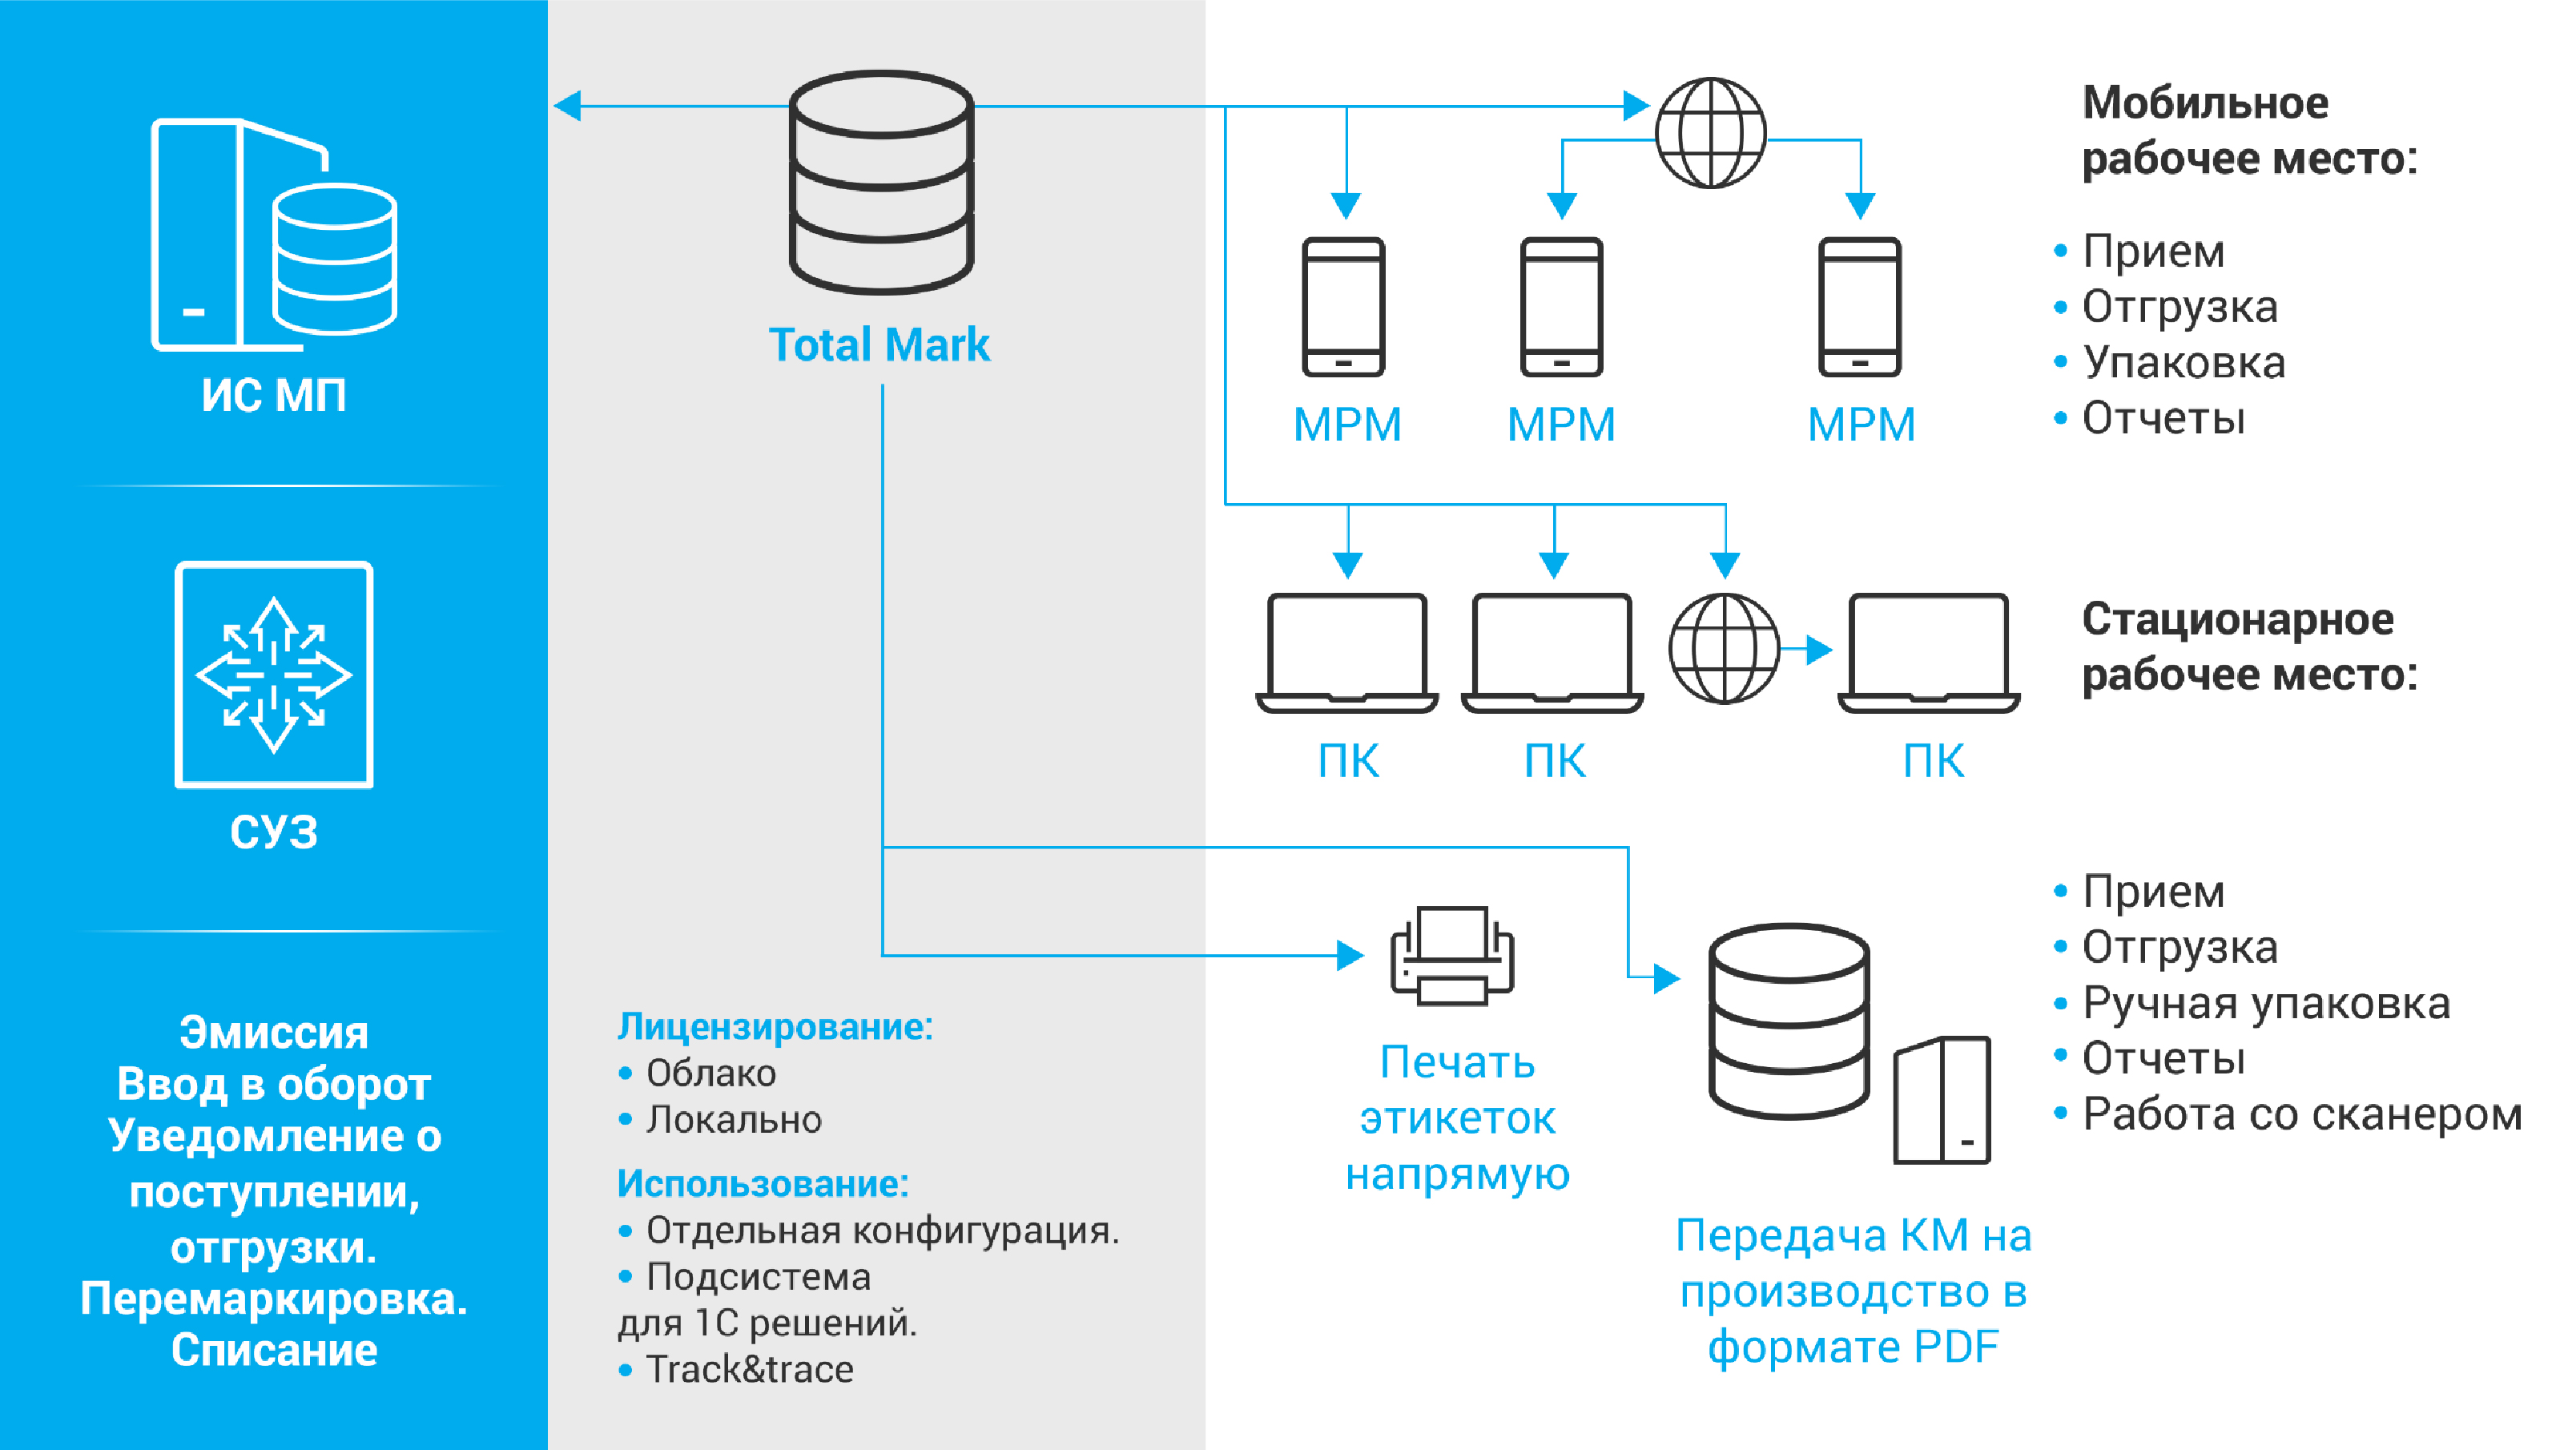 ИС МП
СУЗ
Эмиссия
Ввод в оборот
Уведомление о
поступлении,
отгрузки.
Перемаркировка.
Списание
Total Mark
Лицензирование:
• Облако
• Локально
Использование:
• Отдельная конфигурация.
• Подсистема
для 1С решений.
• Track&trace
МРМ
МРМ
МРМ
ПК
ПК
ПК
Печать
этикеток
напрямую
Передача КМ на
производство в
формате PDF
Мобильное
рабочее место:
• Прием
• Отгрузка
• Упаковка
• Отчеты
Стационарное
рабочее место:
• Прием
• Отгрузка
• Ручная упаковка
• Отчеты
• Работа со сканером